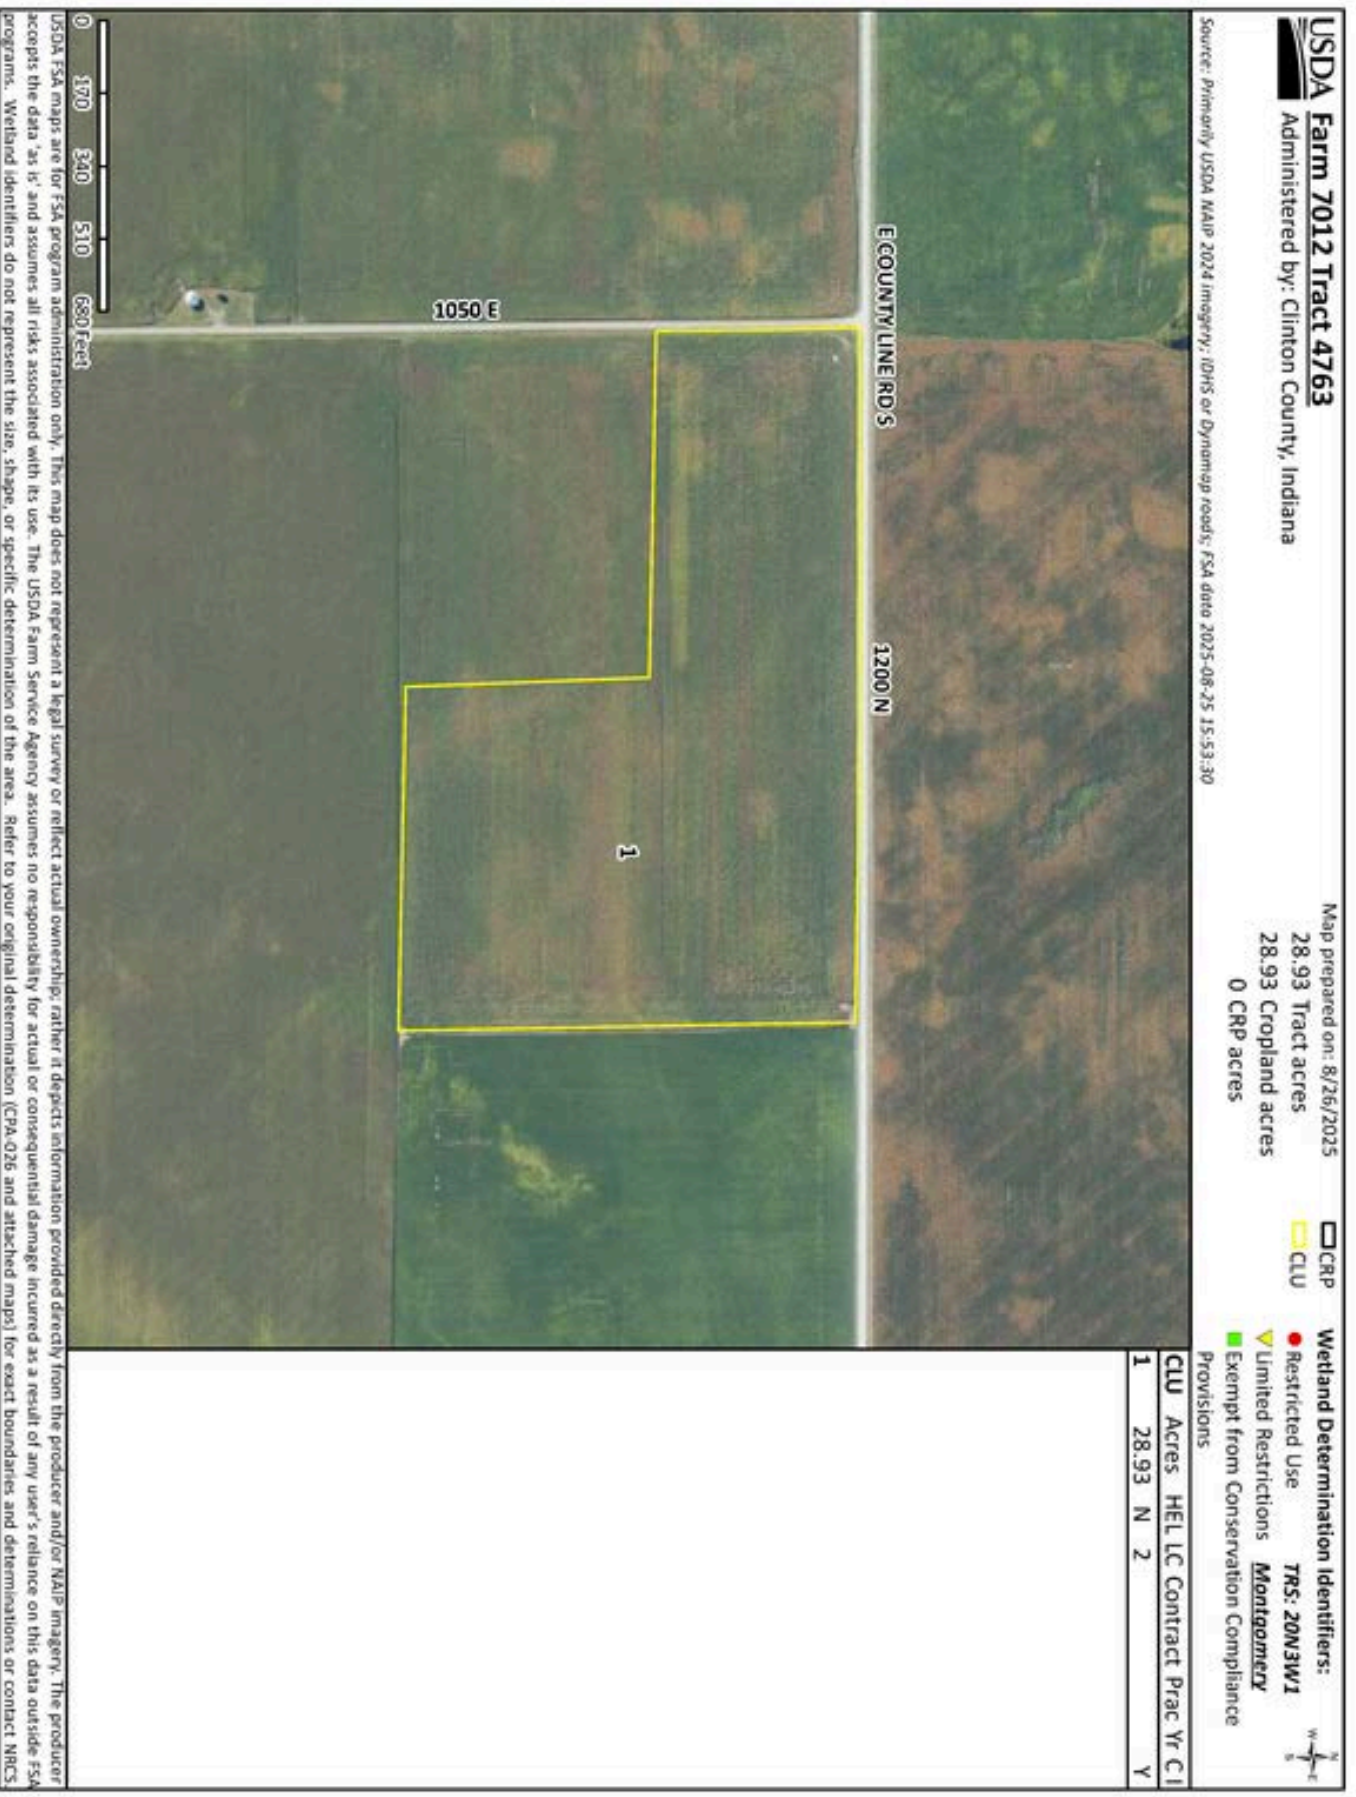 USDA Farm 7012 Tract 4763
Administered by: Clinton County, Indiana
Map prepared on: 8/26/2025
28.93 Tract acres
28.93 Cropland acres
0 CRP acres
CRP
CLU
Wetland Determination Identifiers:
Restricted Use
TRS: 20N3W1
Limited Restrictions
Montgomery
Exempt from Conservation Compliance
Provisions
N
W E
S
Source: Primarily USDA NAIP 2024 imagery; IDHS or Dynamap roads; FSA data 2025-08-25 15:53:30
CLU Acres HEL LC Contract Prac Yr C I
1 28.93 N 2 Y
E COUNTY LINE RD S
1200 N
1050 E
1
0 170 340 510 680 Feet
USDA FSA maps are for FSA program administration only. This map does not represent a legal survey or reflect actual ownership; rather it depicts information provided directly from the producer and/or NAIP imagery. The producer
accepts the data 'as is' and assumes all risks associated with its use. The USDA Farm Service Agency assumes no responsibility for actual or consequential damage incurred as a result of any user's reliance on this data outside FSA
programs. Wetland identifiers do not represent the size, shape, or specific determination of the area. Refer to your original determination (CPA-026 and attached maps) for exact boundaries and determinations or contact NRCS.